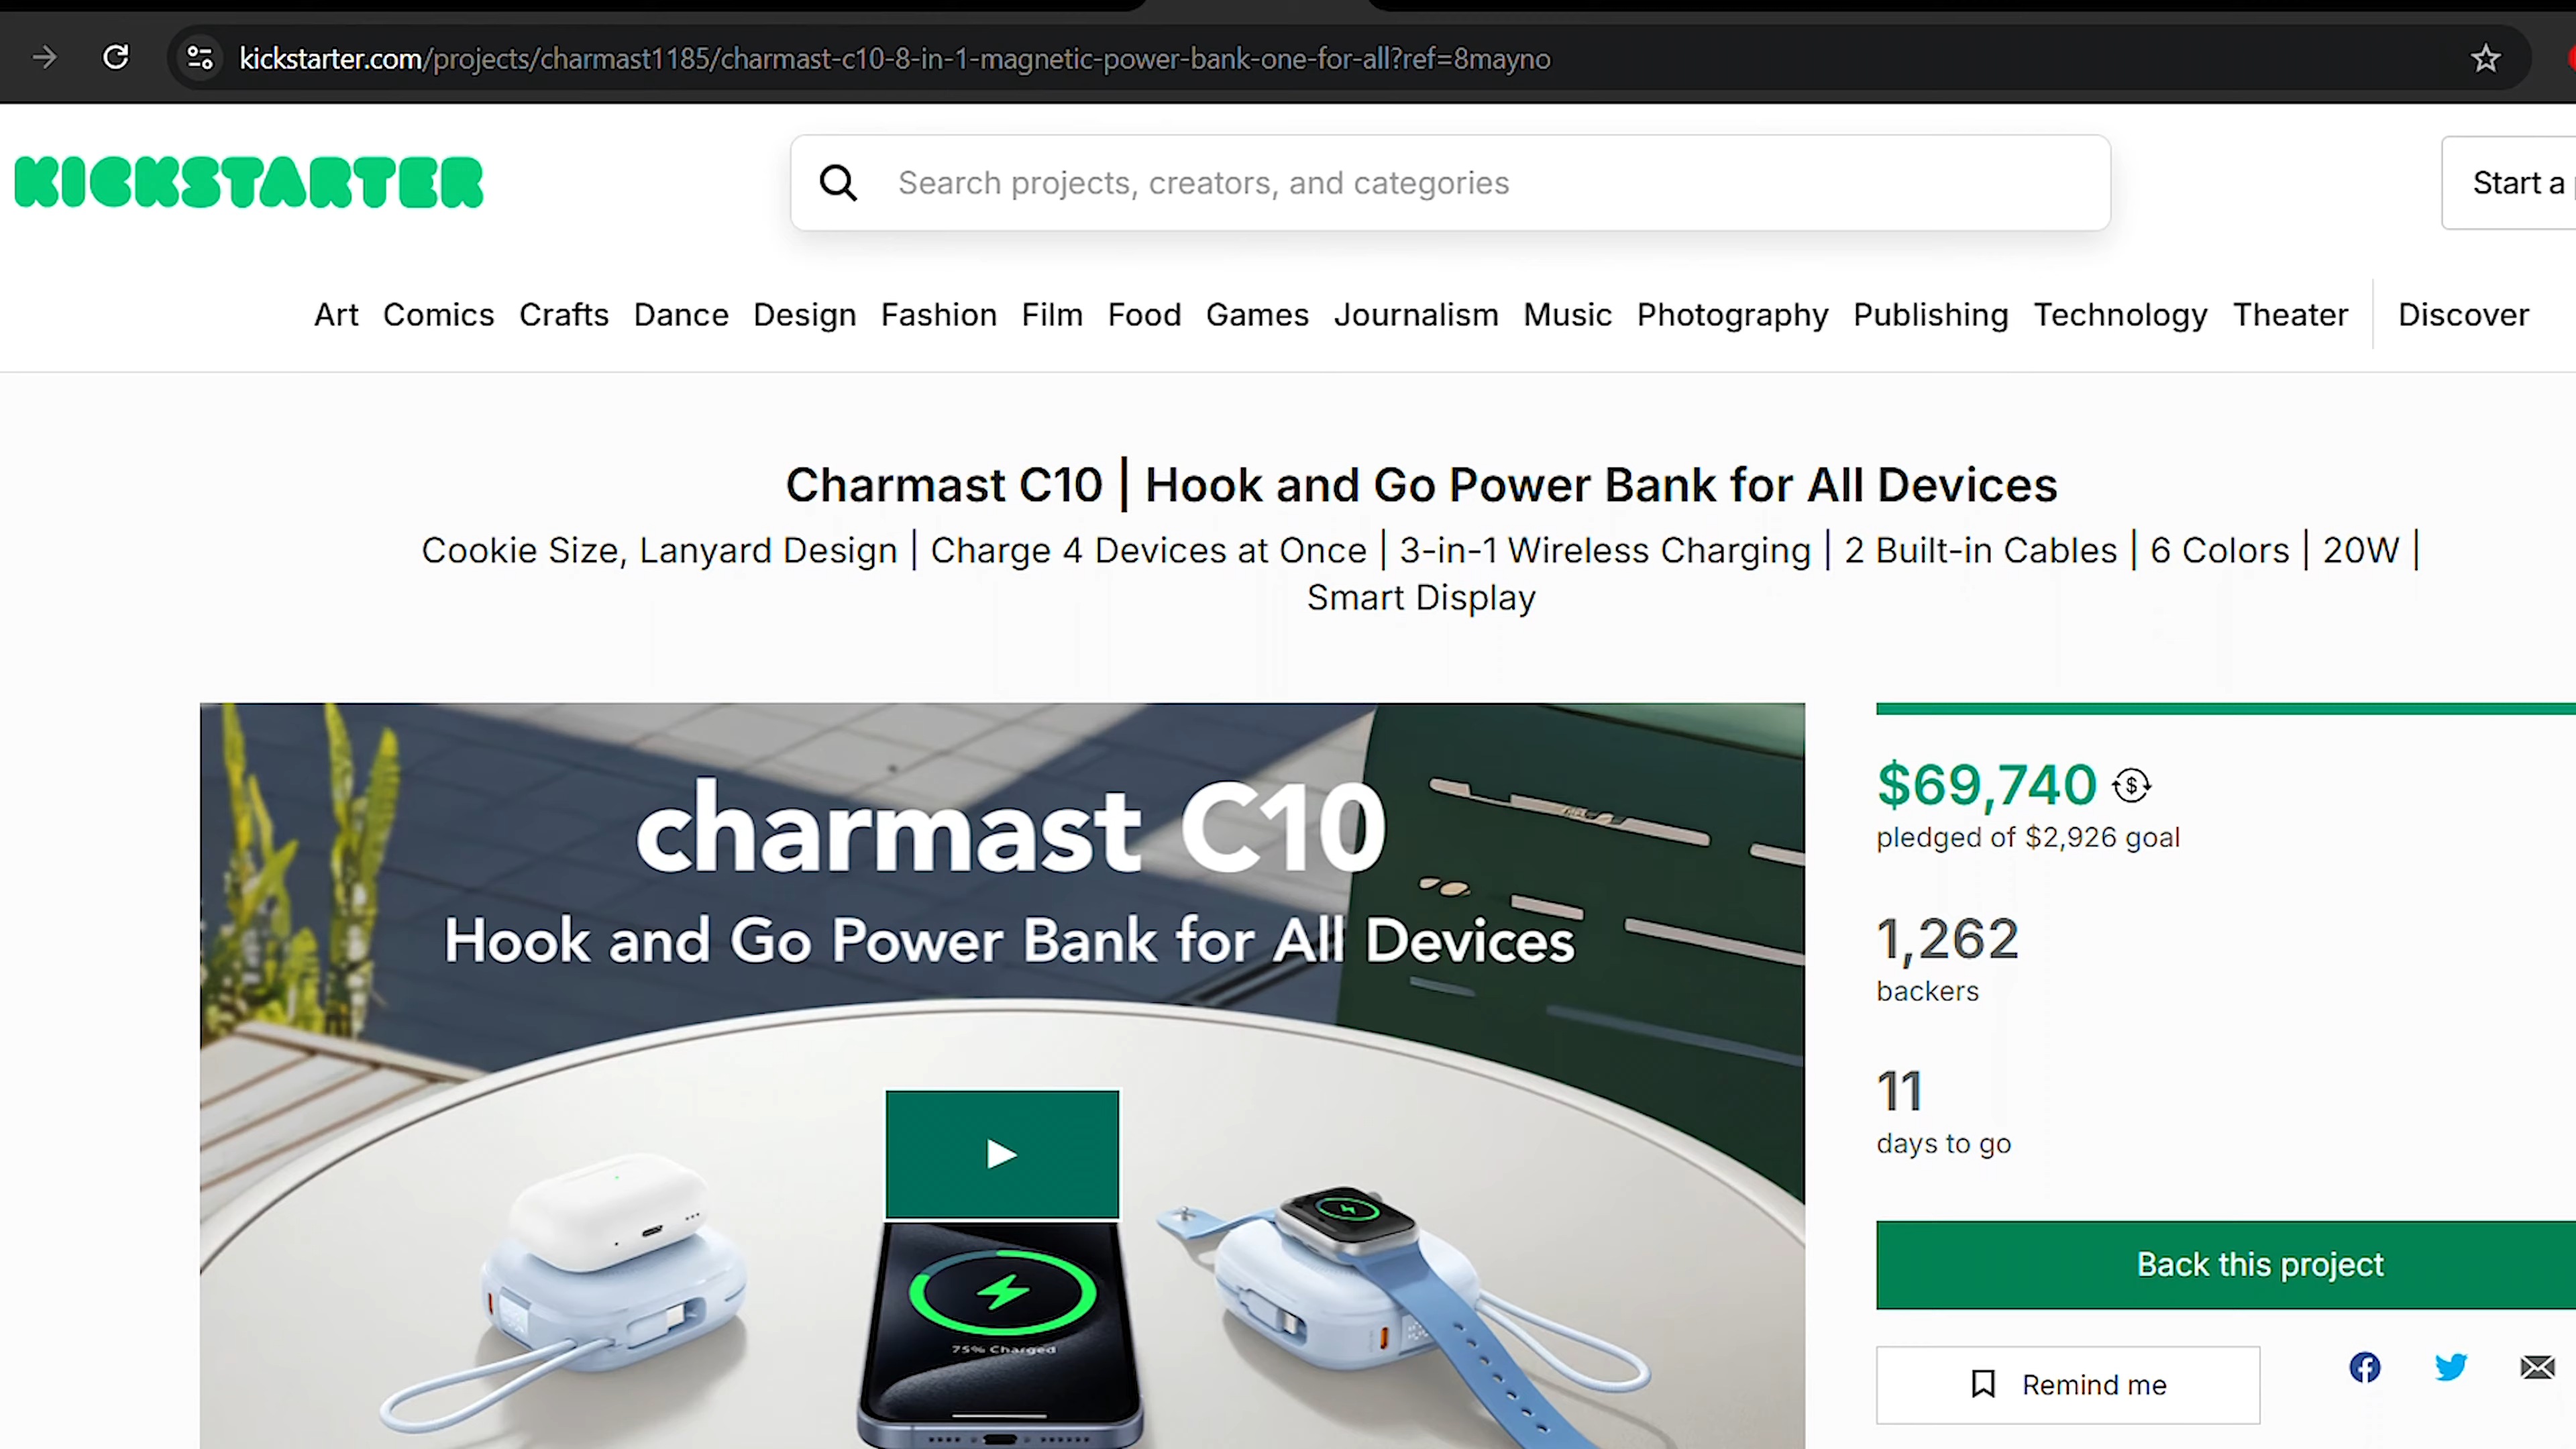 kickstarter.com/projects/charmast1185/charmast-c10-8-in-1-magnetic-power-bank-one-for-all?ref=8mayno
KICKSTARTER
Search projects, creators, and categories
Start a
Art Comics Crafts Dance Design Fashion Film Food Games Journalism Music Photography Publishing Technology Theater Discover
Charmast C10 | Hook and Go Power Bank for All Devices
Cookie Size, Lanyard Design | Charge 4 Devices at Once | 3-in-1 Wireless Charging | 2 Built-in Cables | 6 Colors | 20W |
Smart Display
charmast C10
Hook and Go Power Bank for All Devices
75% Charged
$69,740
pledged of $2,926 goal
1,262
backers
11
days to go
Back this project
Remind me